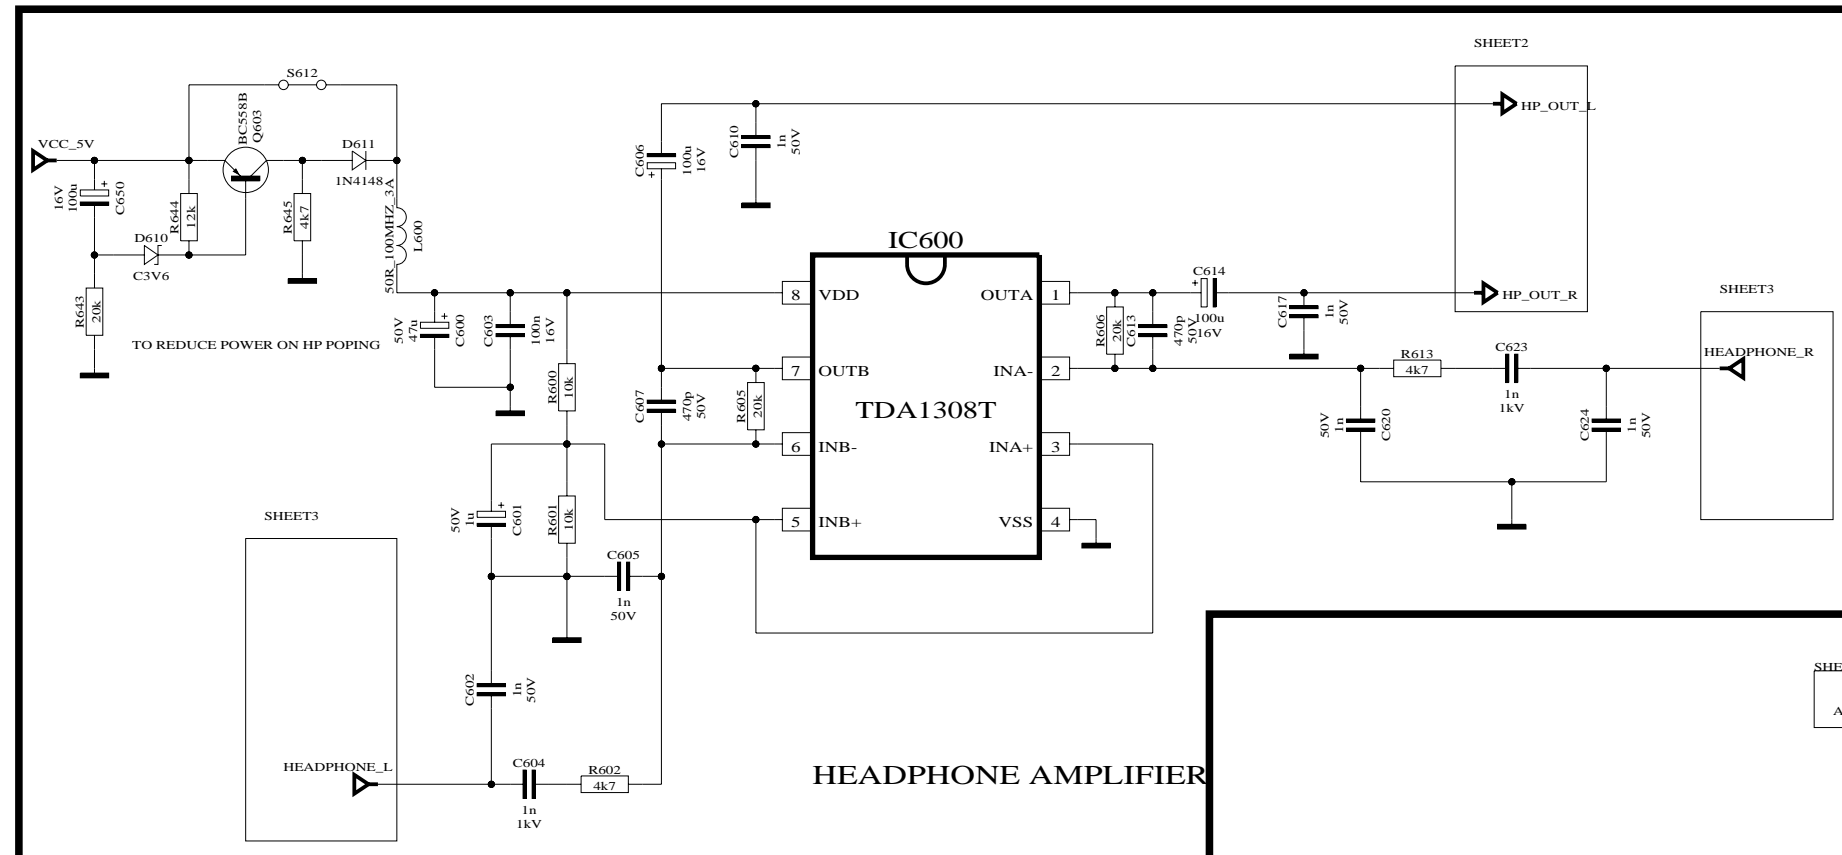 SHEET2
HP_OUT_L
HP_OUT_R
SHEET3
HEADPHONE_R
S612
BC558B
Q603
VCC_5V
D611
1N4148
16V
100u
C650
R644
12k
R645
4k7
50R_100MHZ_3A
L600
D610
C3V6
R643
20k
TO REDUCE POWER ON HP POPING
C606
100u
16V
C610
1n
50V
IC600
TDA1308T
8 VDD
7 OUTB
6 INB-
5 INB+
OUTA 1
INA- 2
INA+ 3
VSS 4
50V
47u
C600
C603
100n
16V
R600
10k
C607
470p
50V
R605
20k
R606
20k
C613
470p
50V
C614
100u
16V
C617
1n
50V
R613
4k7
C623
1n
1kV
50V
1n
C620
C624
1n
50V
50V
1u
C601
R601
10k
C605
1n
50V
SHEET3
HEADPHONE_L
C602
1n
50V
C604
1n
1kV
R602
4k7
HEADPHONE AMPLIFIER
SHE
A